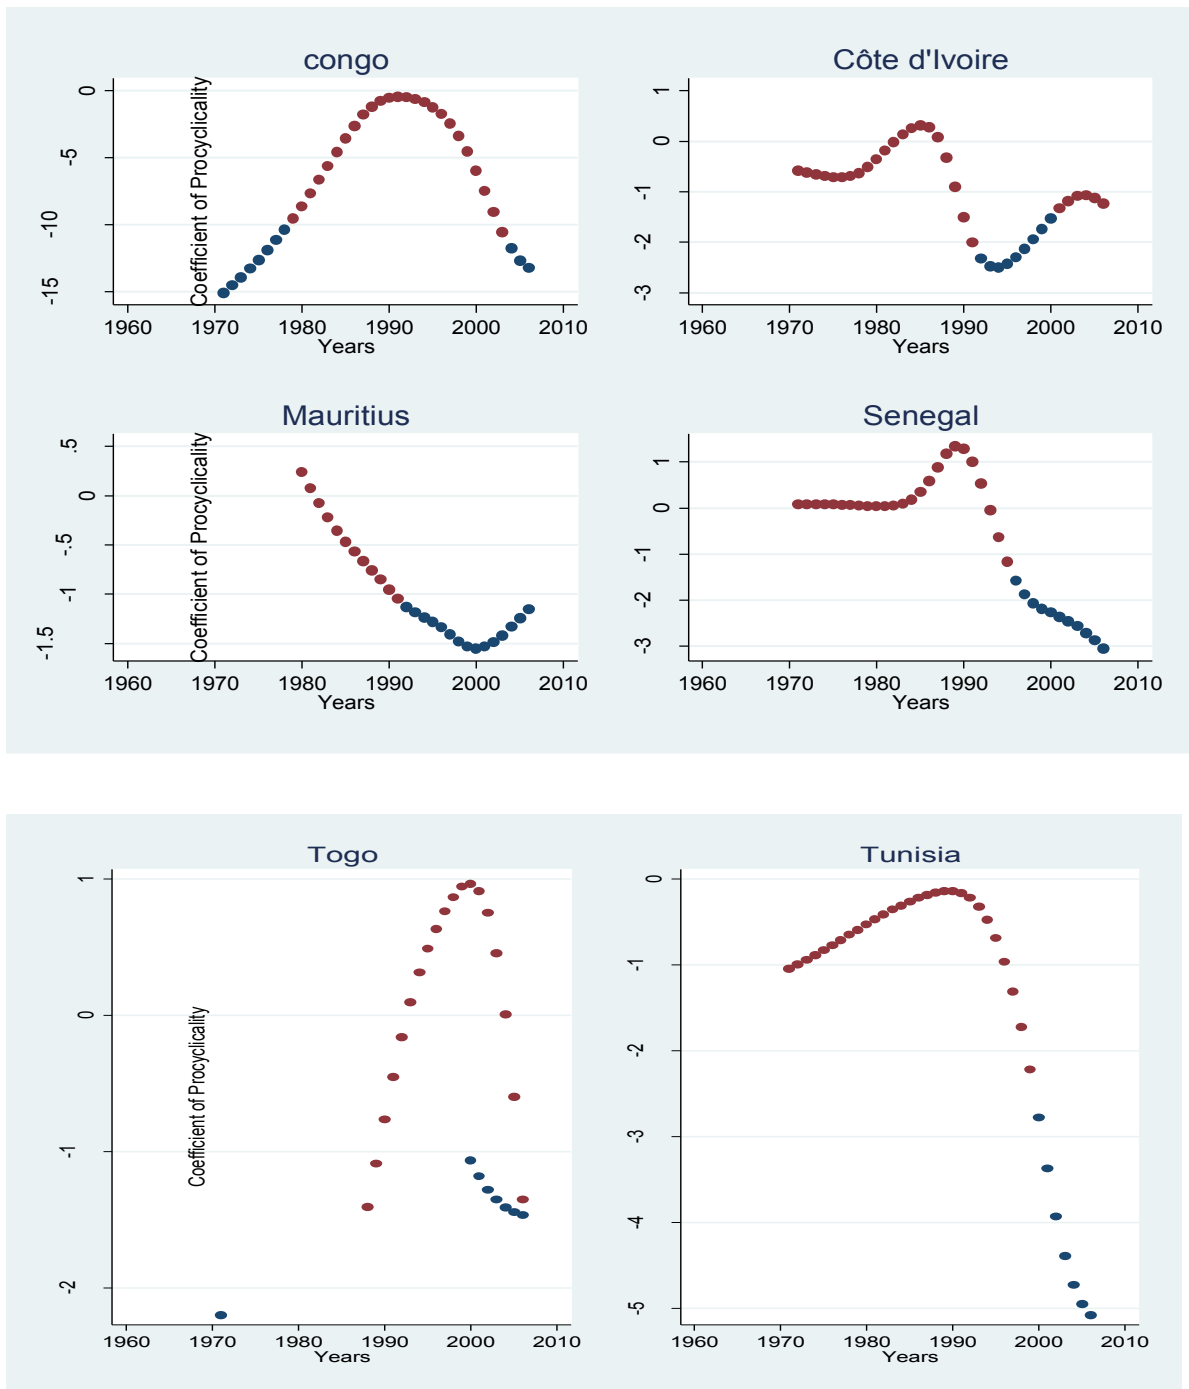 congo
Côte d'Ivoire
Coefficient of Procyclicality
0
-5
-10
-15
1960 1970 1980 1990 2000 2010
Years
1
0
-1
-2
-3
1960 1970 1980 1990 2000 2010
Years
Mauritius
Senegal
Coefficient of Procyclicality
.5
0
-.5
-1
-1.5
1960 1970 1980 1990 2000 2010
Years
1
0
-1
-2
-3
1960 1970 1980 1990 2000 2010
Years
Togo
Tunisia
Coefficient of Procyclicality
1
0
-1
-2
1960 1970 1980 1990 2000 2010
Years
0
-1
-2
-3
-4
-5
1960 1970 1980 1990 2000 2010
Years